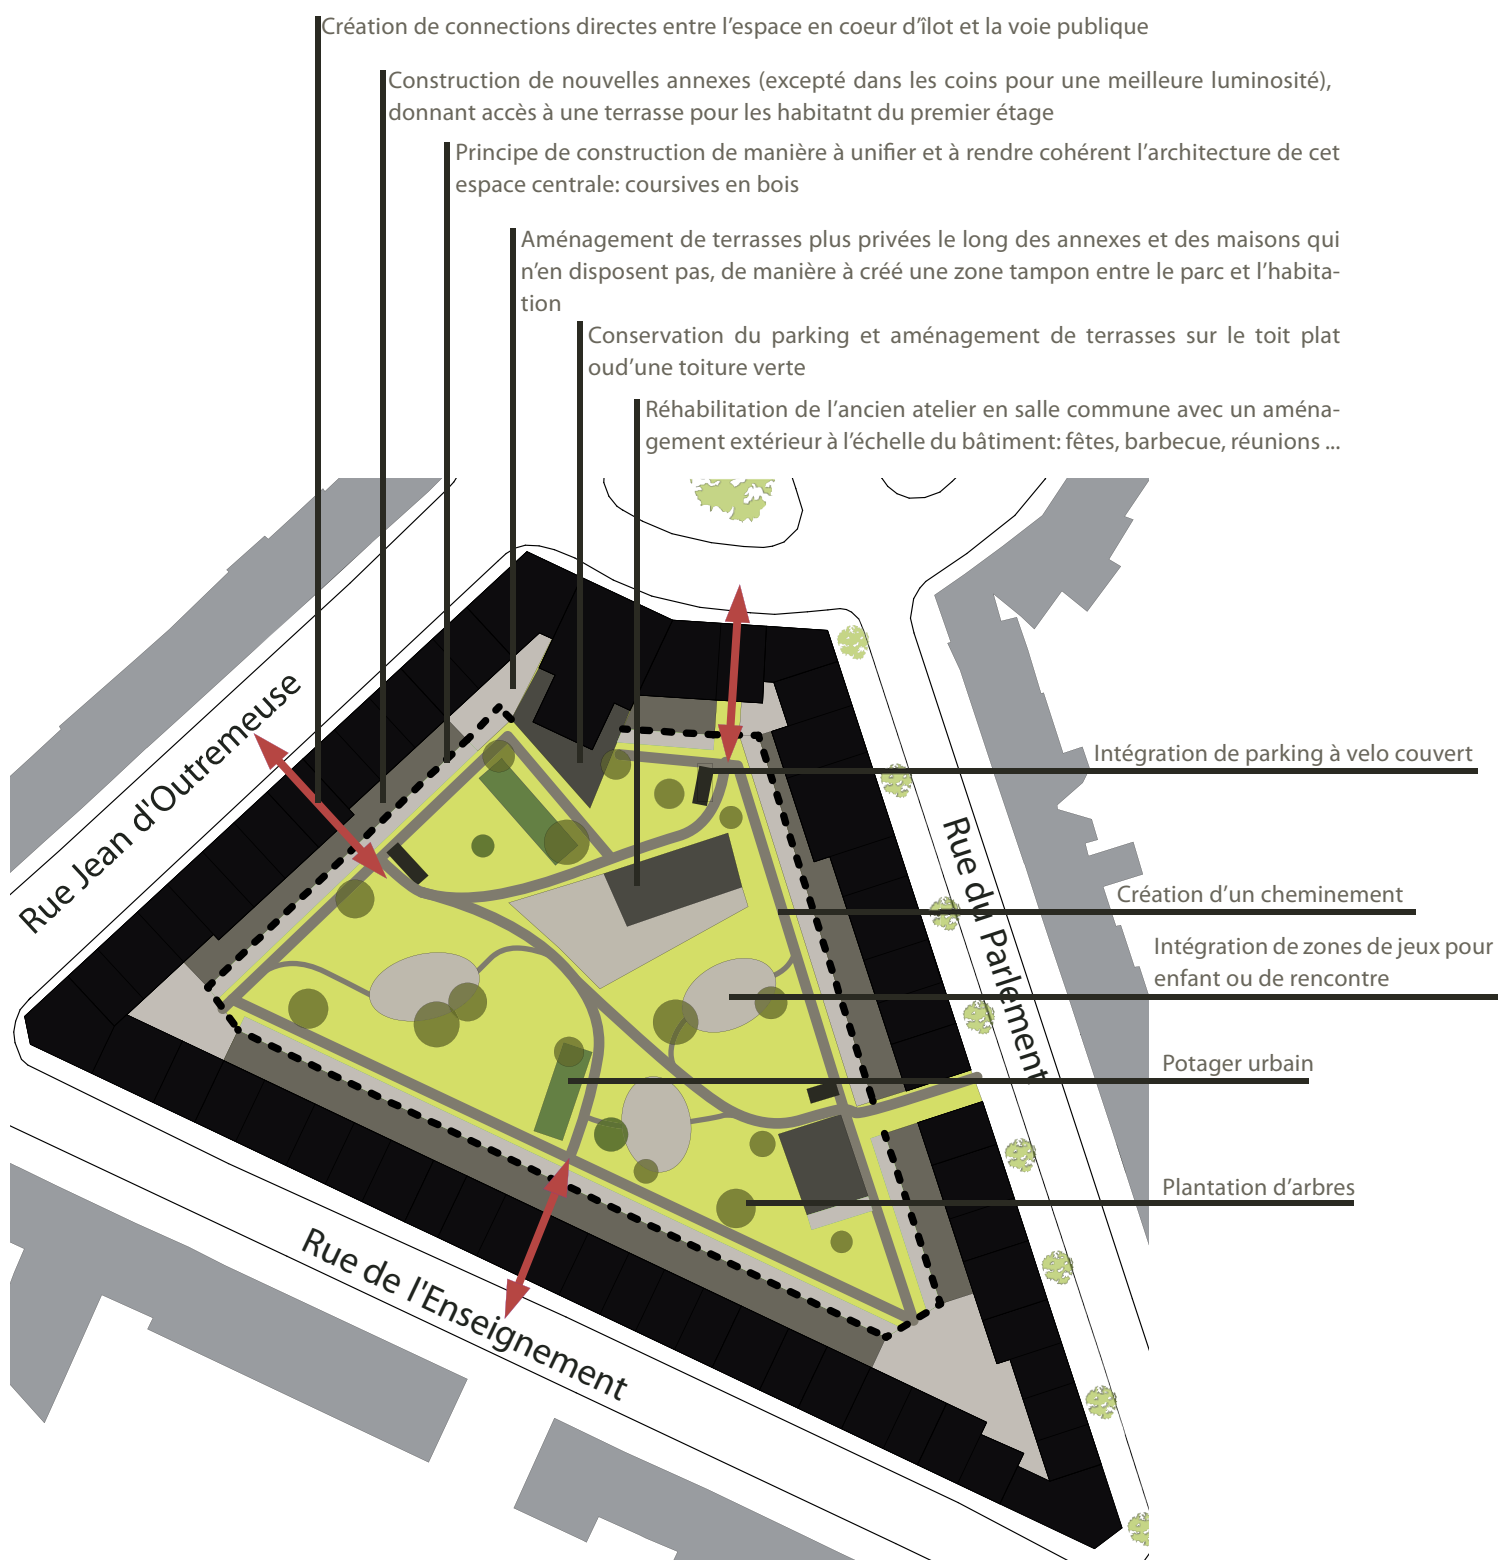 Création de connections directes entre l'espace en coeur d'îlot et la voie publique
Construction de nouvelles annexes (excepté dans les coins pour une meilleure luminosité),
donnant accès à une terrasse pour les habitatnt du premier étage
Principe de construction de manière à unifier et à rendre cohérent l'architecture de cet
espace centrale: coursives en bois
Aménagement de terrasses plus privées le long des annexes et des maisons qui
n'en disposent pas, de manière à créé une zone tampon entre le parc et l'habita-
tion
Conservation du parking et aménagement de terrasses sur le toit plat
oud'une toiture verte
Réhabilitation de l'ancien atelier en salle commune avec un aména-
gement extérieur à l'échelle du bâtiment: fêtes, barbecue, réunions ...
Rue Jean d'Outremeuse
Intégration de parking à velo couvert
Rue du Parlement
Création d'un cheminement
Intégration de zones de jeux pour
enfant ou de rencontre
Potager urbain
Plantation d'arbres
Rue de l'Enseignement